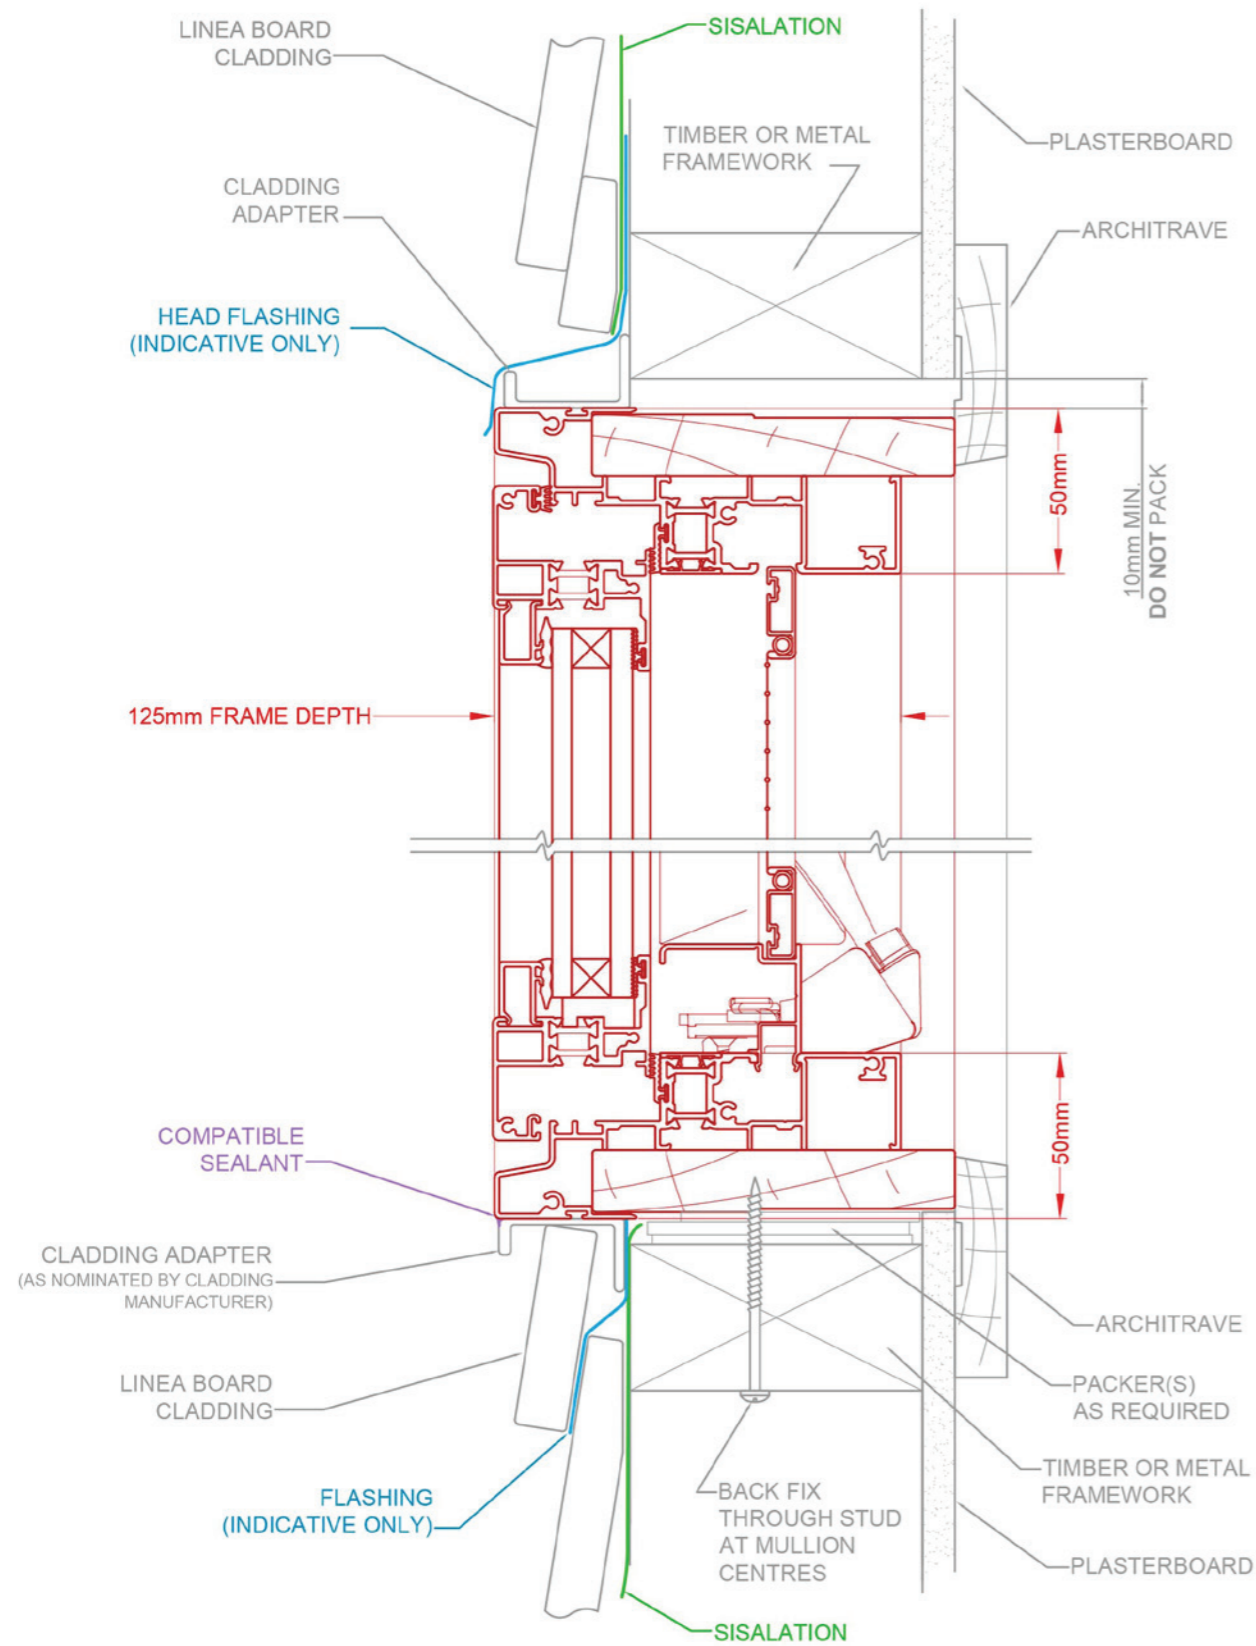 LINEA BOARD
CLADDING
SISALATION
TIMBER OR METAL
FRAMEWORK
PLASTERBOARD
CLADDING
ADAPTER
ARCHITRAVE
HEAD FLASHING
(INDICATIVE ONLY)
50mm
10mm MIN.
DO NOT PACK
125mm FRAME DEPTH
COMPATIBLE
SEALANT
50mm
CLADDING ADAPTER
(AS NOMINATED BY CLADDING
MANUFACTURER)
ARCHITRAVE
LINEA BOARD
CLADDING
PACKER(S)
AS REQUIRED
TIMBER OR METAL
FRAMEWORK
FLASHING
(INDICATIVE ONLY)
BACK FIX
THROUGH STUD
AT MULLION
CENTRES
PLASTERBOARD
SISALATION